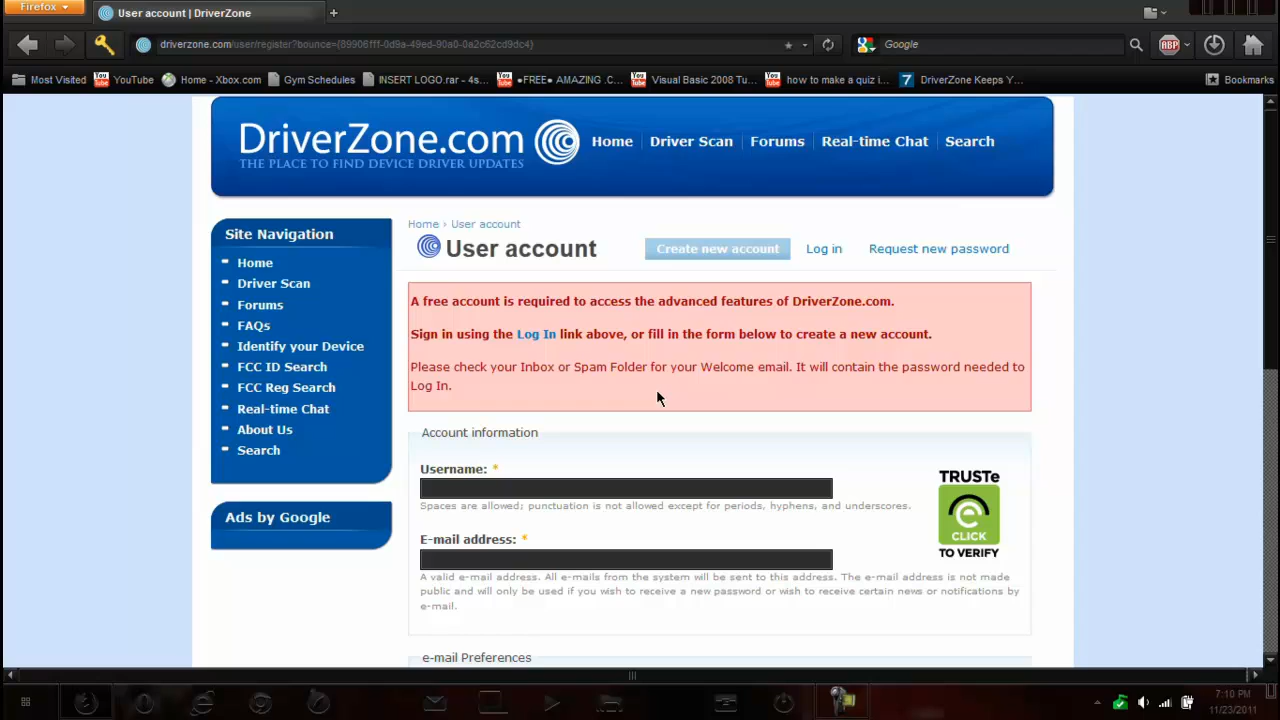 Firefox
User account | DriverZone
+
driverzone.com/user/register?bounce={89906fff-0d9a-49ed-90a0-0a2c62cd9dc4}
Google
ABP
Most Visited
YouTube
Home - Xbox.com
Gym Schedules
INSERT LOGO.rar - 4s...
•FREE• AMAZING .C...
Visual Basic 2008 Tu...
how to make a quiz i...
7 DriverZone Keeps Y...
Bookmarks
DriverZone.com
THE PLACE TO FIND DEVICE DRIVER UPDATES
Home
Driver Scan
Forums
Real-time Chat
Search
Site Navigation
Home
Driver Scan
Forums
FAQs
Identify your Device
FCC ID Search
FCC Reg Search
Real-time Chat
About Us
Search
Ads by Google
Home › User account
User account
Create new account
Log in
Request new password
A free account is required to access the advanced features of DriverZone.com.
Sign in using the Log In link above, or fill in the form below to create a new account.
Please check your Inbox or Spam Folder for your Welcome email. It will contain the password needed to
Log In.
Account information
Username: *
Spaces are allowed; punctuation is not allowed except for periods, hyphens, and underscores.
E-mail address: *
A valid e-mail address. All e-mails from the system will be sent to this address. The e-mail address is not made
public and will only be used if you wish to receive a new password or wish to receive certain news or notifications by
e-mail.
TRUSTe
CLICK
TO VERIFY
e-mail Preferences
7:10 PM
11/23/2011